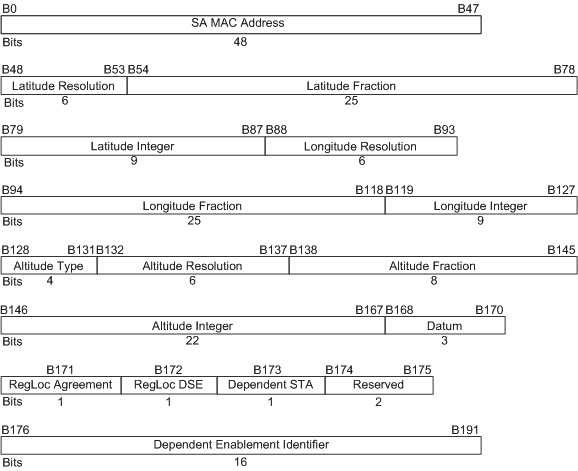 B0 B47
SA MAC Address
Bits 48
B48 B53 B54 B78
Latitude Resolution Latitude Fraction
Bits 6 25
B79 B87 B88 B93
Latitude Integer Longitude Resolution
Bits 9 6
B94 B118 B119 B127
Longitude Fraction Longitude Integer
Bits 25 9
B128 B131 B132 B137 B138 B145
Altitude Type Altitude Resolution Altitude Fraction
Bits 4 6 8
B146 B167 B168 B170
Altitude Integer Datum
Bits 22 3
B171 B172 B173 B174 B175
RegLoc Agreement RegLoc DSE Dependent STA Reserved
Bits 1 1 1 2
B176 B191
Dependent Enablement Identifier
Bits 16